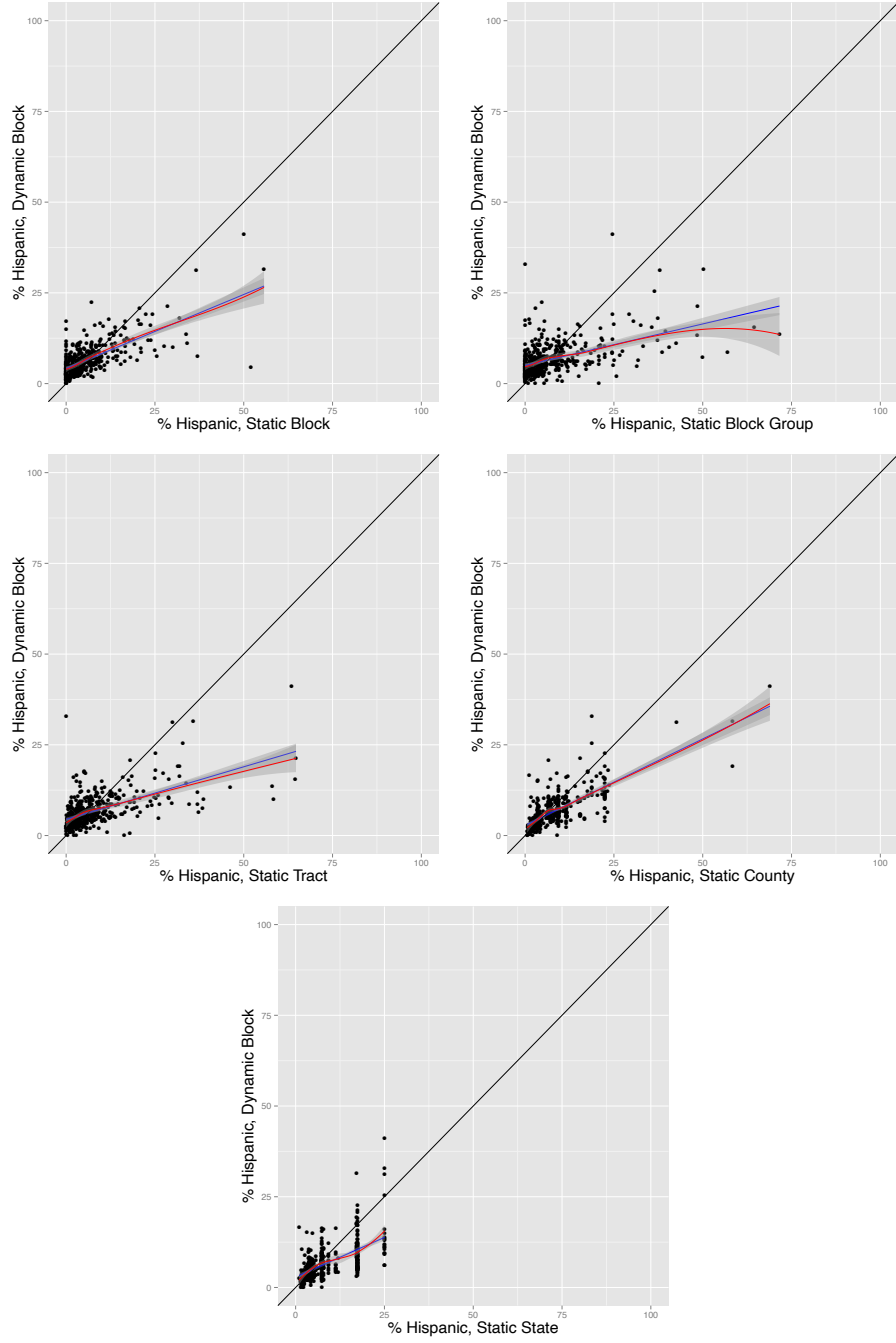 100
75
50
25
0
% Hispanic, Dynamic Block
0 25 50 75 100
% Hispanic, Static Block
100
75
50
25
0
% Hispanic, Dynamic Block
0 25 50 75 100
% Hispanic, Static Block Group
100
75
50
25
0
% Hispanic, Dynamic Block
0 25 50 75 100
% Hispanic, Static Tract
100
75
50
25
0
% Hispanic, Dynamic Block
0 25 50 75 100
% Hispanic, Static County
100
75
50
25
0
% Hispanic, Dynamic Block
0 25 50 75 100
% Hispanic, Static State